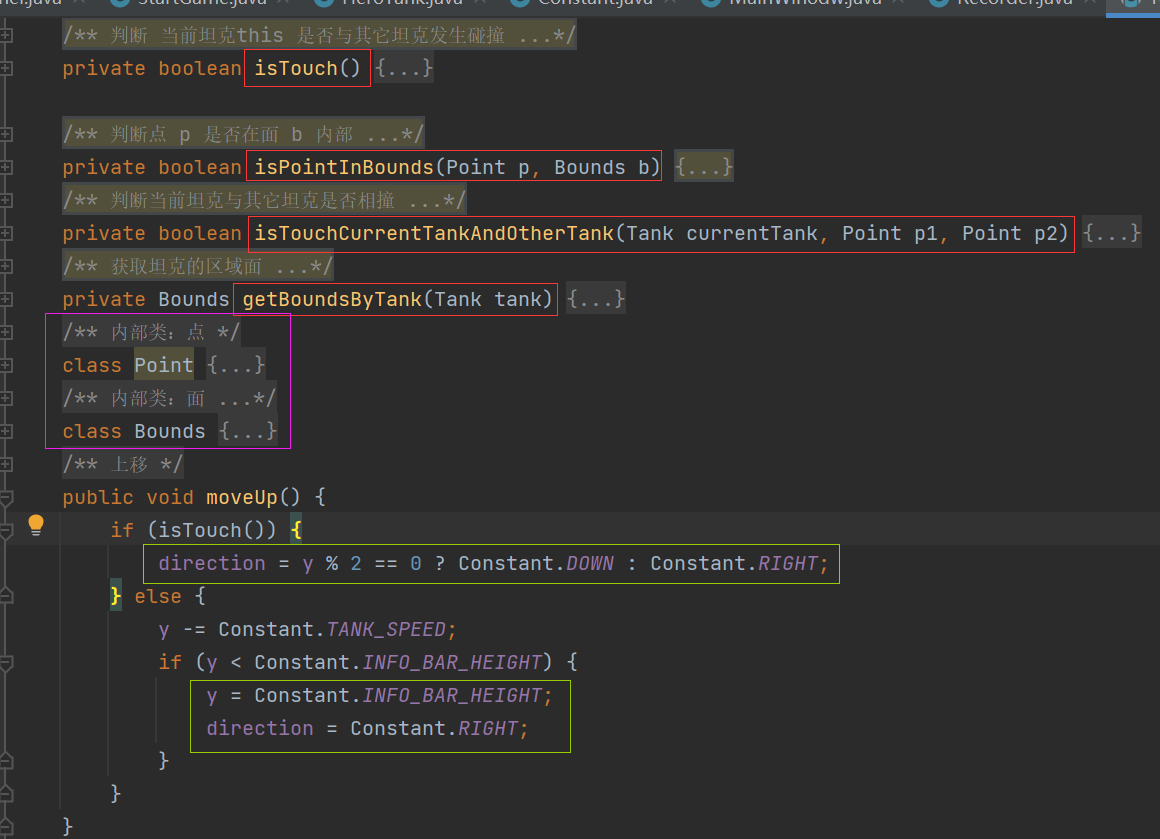 StartGame.java HeroTank.java Constant.java MainWinodw.java Recorder.java
/** 判断 当前坦克this 是否与其它坦克发生碰撞 ...*/
private boolean isTouch() {...}
/** 判断点 p 是否在面 b 内部 ...*/
private boolean isPointInBounds(Point p, Bounds b) {...}
/** 判断当前坦克与其它坦克是否相撞 ...*/
private boolean isTouchCurrentTankAndOtherTank(Tank currentTank, Point p1, Point p2) {...}
/** 获取坦克的区域面 ...*/
private Bounds getBoundsByTank(Tank tank) {...}
/** 内部类：点 */
class Point {...}
/** 内部类：面 ...*/
class Bounds {...}
/** 上移 */
public void moveUp() {
if (isTouch()) {
direction = y % 2 == 0 ? Constant.DOWN : Constant.RIGHT;
} else {
y -= Constant.TANK_SPEED;
if (y < Constant.INFO_BAR_HEIGHT) {
y = Constant.INFO_BAR_HEIGHT;
direction = Constant.RIGHT;
}
}
}